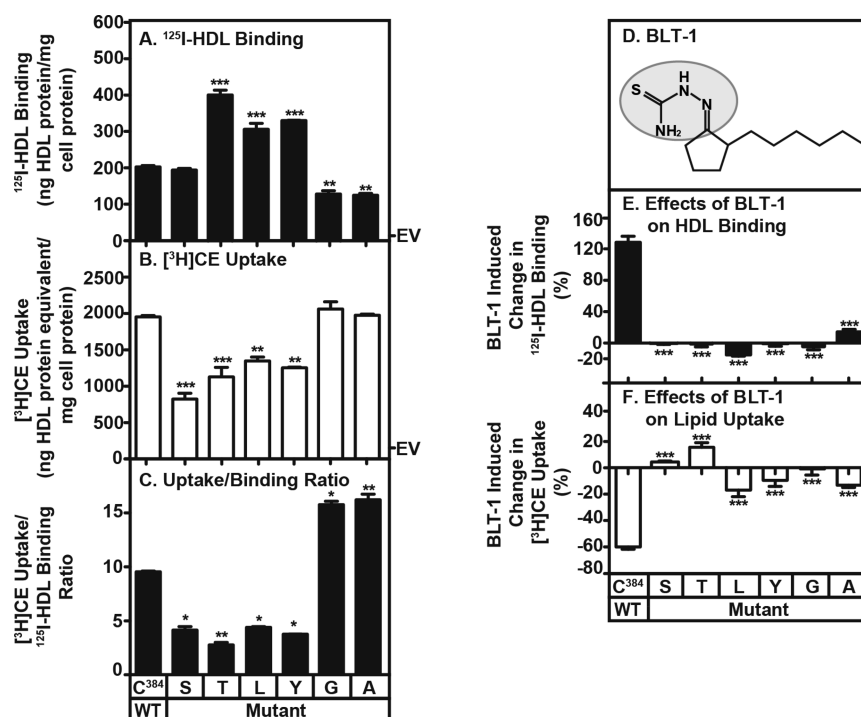 A. ¹²⁵I-HDL Binding
¹²⁵I-HDL Binding
(ng HDL protein/mg
cell protein)
600
500
400
300
200
100
0
***
***
***
**
**
EV
B. [³H]CE Uptake
[³H]CE Uptake
(ng HDL protein equivalent/
mg cell protein)
2500
2000
1500
1000
500
0
***
***
**
**
EV
C. Uptake/Binding Ratio
[³H]CE Uptake/
¹²⁵I-HDL Binding
Ratio
15
10
5
0
*
**
*
*
*
**
C³⁸⁴ S T L Y G A
WT Mutant
D. BLT-1
S
H
N
N
NH₂
E. Effects of BLT-1
on HDL Binding
BLT-1 Induced
Change in
¹²⁵I-HDL Binding
(%)
160
120
80
40
0
-20
***
***
***
***
***
***
F. Effects of BLT-1
on Lipid Uptake
BLT-1 Induced
Change in
[³H]CE Uptake
(%)
40
20
0
-20
-40
-60
-80
***
***
***
***
***
***
C³⁸⁴ S T L Y G A
WT Mutant